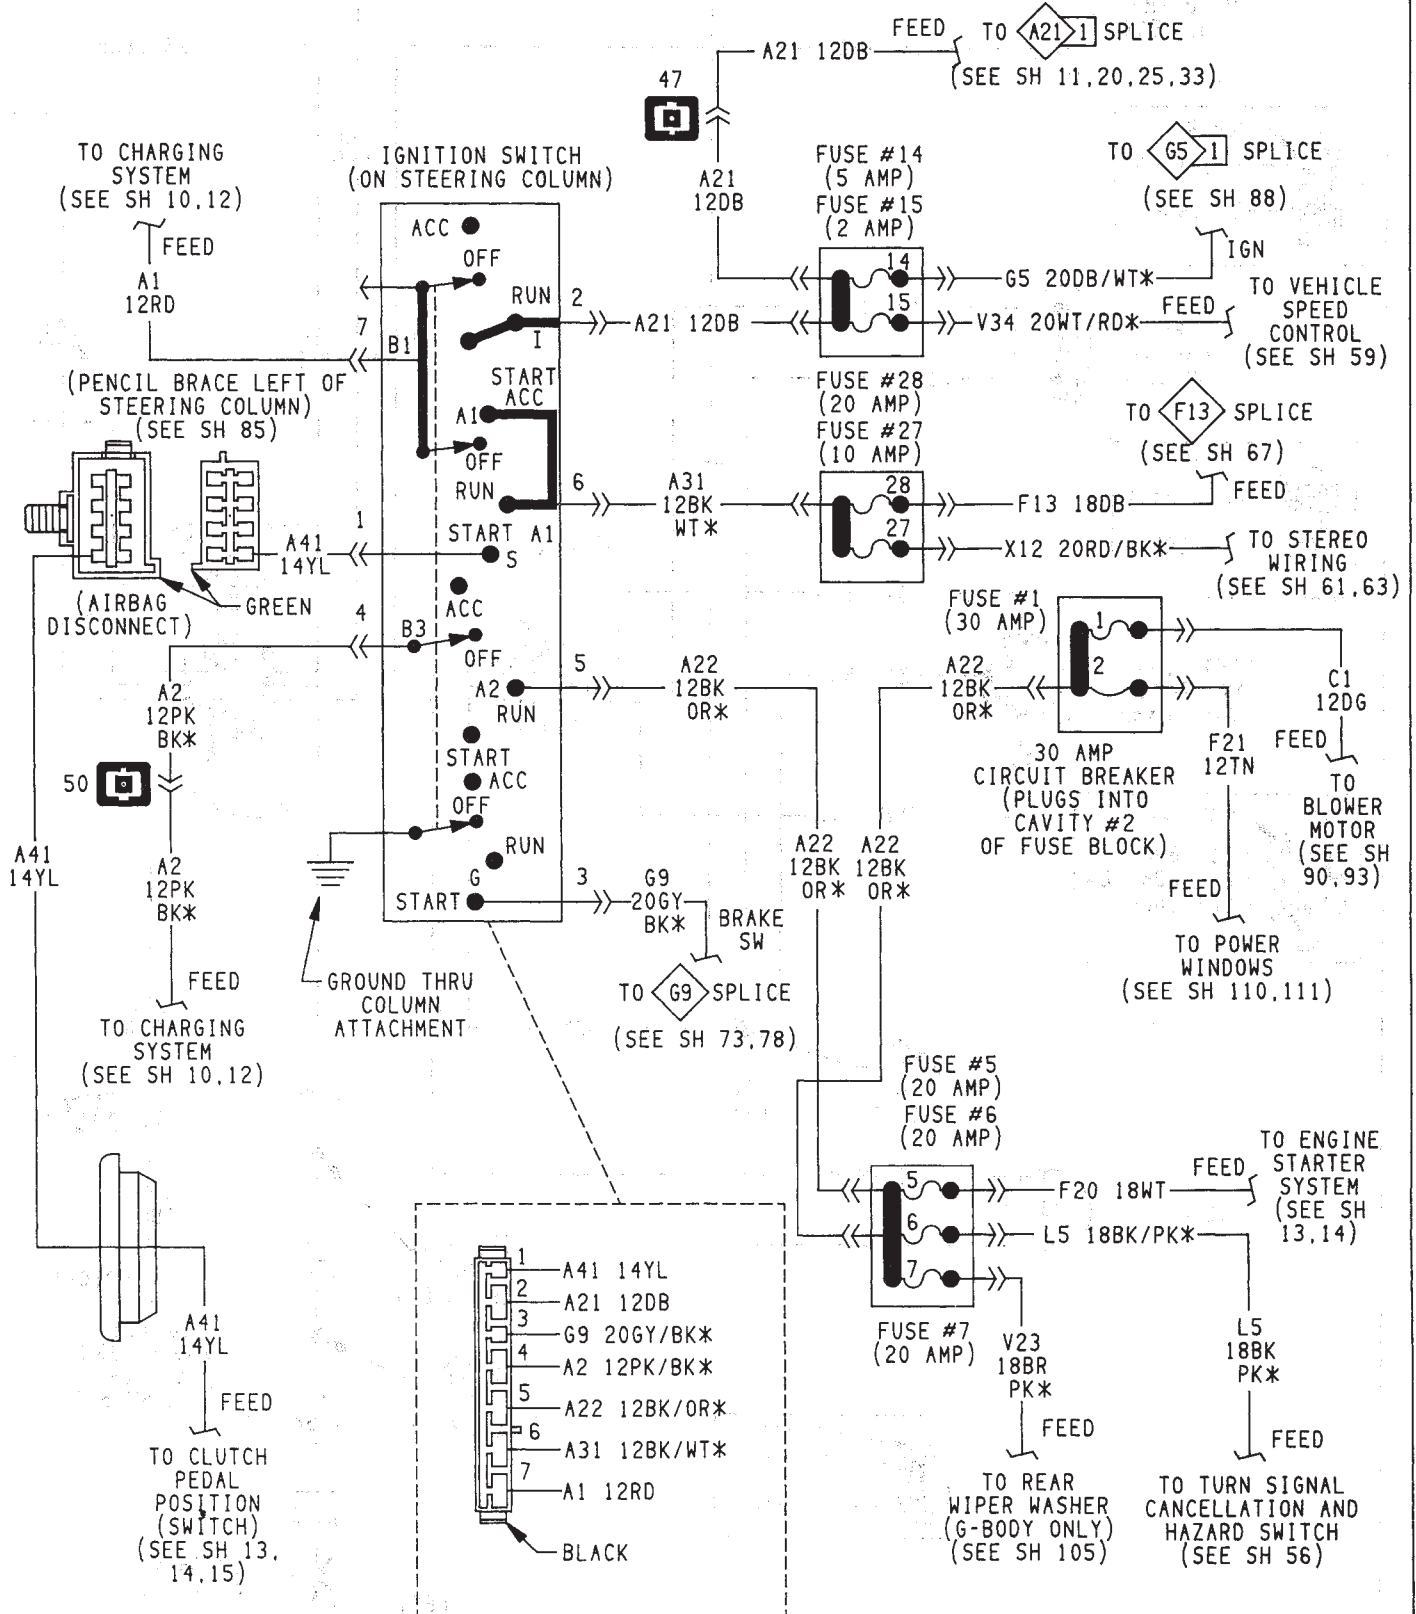 FEED
TO A21 1 SPLICE
A21 12DB
(SEE SH 11,20,25,33)
47
TO CHARGING
SYSTEM
(SEE SH 10,12)
FEED
A1
12RD
IGNITION SWITCH
(ON STEERING COLUMN)
A21
12DB
FUSE #14
(5 AMP)
FUSE #15
(2 AMP)
TO G5 1 SPLICE
(SEE SH 88)
IGN
ACC
OFF
RUN
2
I
7
B1
A21 12DB
14
15
G5 20DB/WT*
V34 20WT/RD*
FEED
TO VEHICLE
SPEED
CONTROL
(SEE SH 59)
(PENCIL BRACE LEFT OF
STEERING COLUMN)
(SEE SH 85)
START
ACC
A1
OFF
RUN
6
A1
A31
12BK
WT*
FUSE #28
(20 AMP)
FUSE #27
(10 AMP)
28
27
TO F13 SPLICE
(SEE SH 67)
FEED
F13 18DB
X12 20RD/BK*
TO STEREO
WIRING
(SEE SH 61,63)
A41
14YL
1
START
S
(AIRBAG
DISCONNECT)
GREEN
4
ACC
B3
OFF
5
A2
RUN
A22
12BK
OR*
A22
12BK
OR*
FUSE #1
(30 AMP)
1
2
C1
12DG
FEED
TO
BLOWER
MOTOR
(SEE SH
90,93)
F21
12TN
30 AMP
CIRCUIT BREAKER
(PLUGS INTO
CAVITY #2
OF FUSE BLOCK)
FEED
TO POWER
WINDOWS
(SEE SH 110,111)
A2
12PK
BK*
50
A2
12PK
BK*
A41
14YL
START
ACC
OFF
RUN
G
START
3
G9
20GY
BK*
BRAKE
SW
TO G9 SPLICE
(SEE SH 73,78)
A22
12BK
OR*
A22
12BK
OR*
FEED
TO CHARGING
SYSTEM
(SEE SH 10,12)
GROUND THRU
COLUMN
ATTACHMENT
FUSE #5
(20 AMP)
FUSE #6
(20 AMP)
5
6
7
FUSE #7
(20 AMP)
F20 18WT
FEED
TO ENGINE
STARTER
SYSTEM
(SEE SH
13,14)
L5 18BK/PK*
L5
18BK
PK*
V23
18BR
PK*
FEED
TO REAR
WIPER WASHER
(G-BODY ONLY)
(SEE SH 105)
FEED
TO TURN SIGNAL
CANCELLATION AND
HAZARD SWITCH
(SEE SH 56)
A41
14YL
FEED
TO CLUTCH
PEDAL
POSITION
(SWITCH)
(SEE SH 13,
14,15)
1 A41 14YL
2 A21 12DB
3 G9 20GY/BK*
4 A2 12PK/BK*
5 A22 12BK/OR*
6 A31 12BK/WT*
7 A1 12RD
BLACK